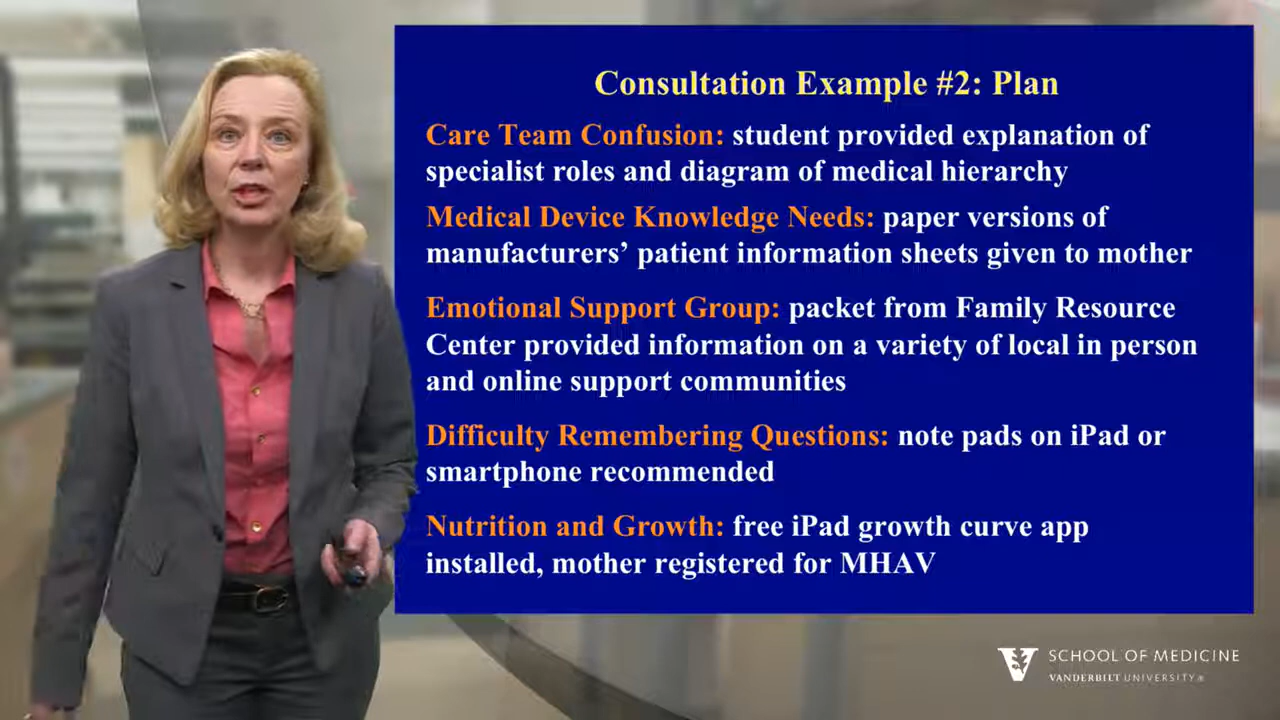 Consultation Example #2: Plan
Care Team Confusion: student provided explanation of
specialist roles and diagram of medical hierarchy
Medical Device Knowledge Needs: paper versions of
manufacturers’ patient information sheets given to mother
Emotional Support Group: packet from Family Resource
Center provided information on a variety of local in person
and online support communities
Difficulty Remembering Questions: note pads on iPad or
smartphone recommended
Nutrition and Growth: free iPad growth curve app
installed, mother registered for MHAV
SCHOOL OF MEDICINE
VANDERBILT UNIVERSITY